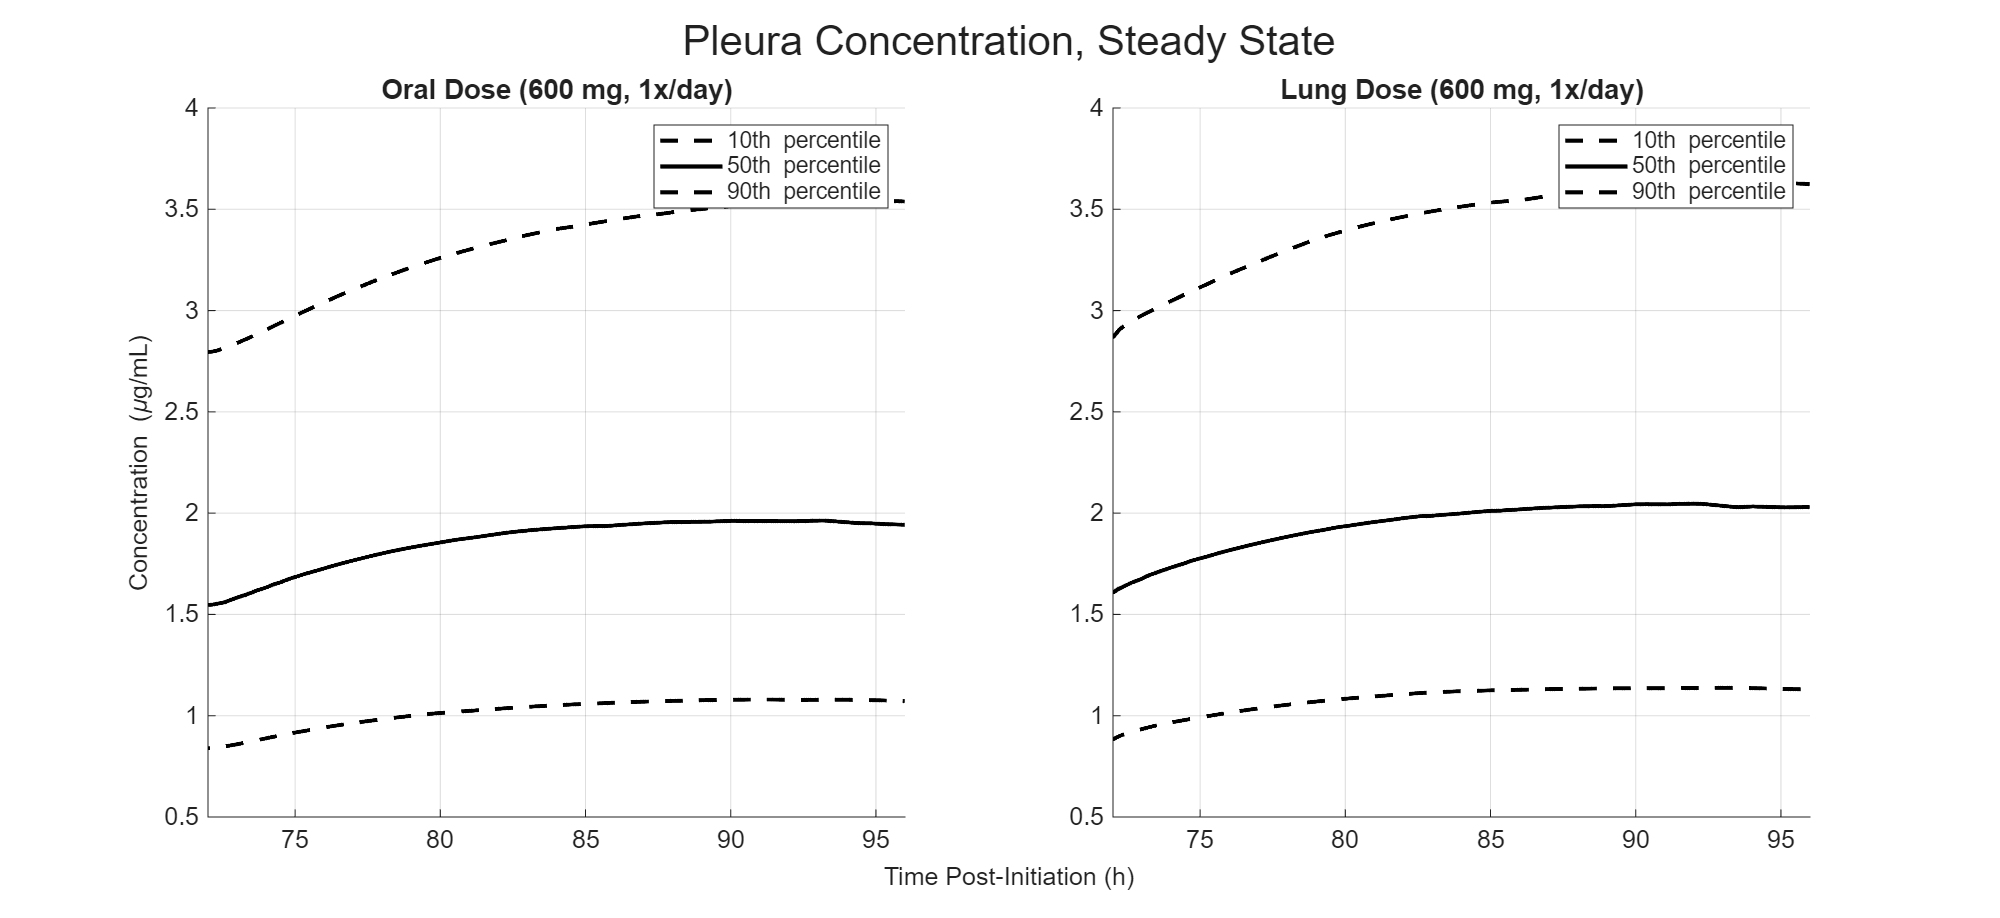 Pleura Concentration, Steady State
Oral Dose (600 mg, 1x/day)
4
3.5
3
2.5
2
1.5
1
0.5
75 80 85 90 95
10th percentile
50th percentile
90th percentile
Concentration (μg/mL)
Lung Dose (600 mg, 1x/day)
4
3.5
3
2.5
2
1.5
1
0.5
75 80 85 90 95
10th percentile
50th percentile
90th percentile
Time Post-Initiation (h)